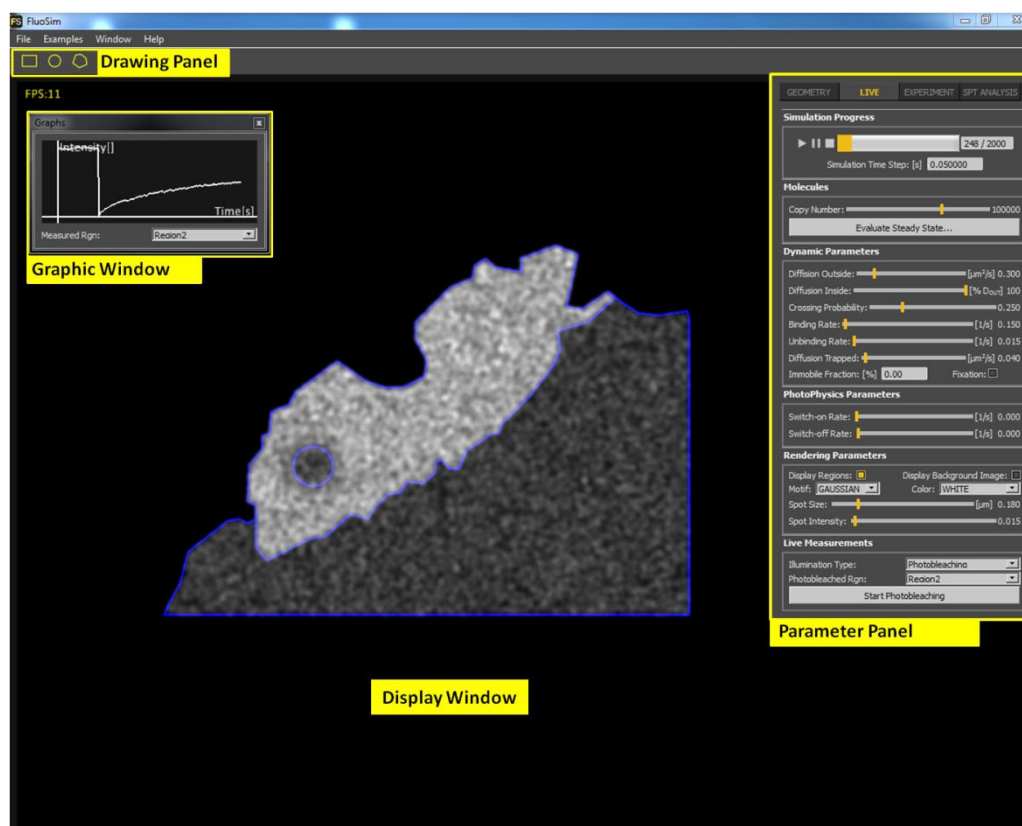 FS FluoSim
File Examples Window Help
Drawing Panel
FPS:11
Graphs x
Intensity[]
Time[s]
Measured Rgn: Region2
Graphic Window
Display Window
GEOMETRY LIVE EXPERIMENT SPT ANALYSIS
Simulation Progress
248 / 2000
Simulation Time Step: [s] 0.050000
Molecules
Copy Number: 100000
Evaluate Steady State...
Dynamic Parameters
Diffision Outside: [µm²/s] 0.300
Diffusion Inside: [% DOUT] 100
Crossing Probability: 0.250
Binding Rate: [1/s] 0.150
Unbinding Rate: [1/s] 0.015
Diffusion Trapped: [µm²/s] 0.040
Immobile Fraction: [%] 0.00 Fixation:
PhotoPhysics Parameters
Switch-on Rate: [1/s] 0.000
Switch-off Rate: [1/s] 0.000
Rendering Parameters
Display Regions: Display Background Image:
Motif: GAUSSIAN Color: WHITE
Spot Size: [µm] 0.180
Spot Intensity: 0.015
Live Measurements
Illumination Type: Photobleaching
Photobleached Rgn: Region2
Start Photobleaching
Parameter Panel